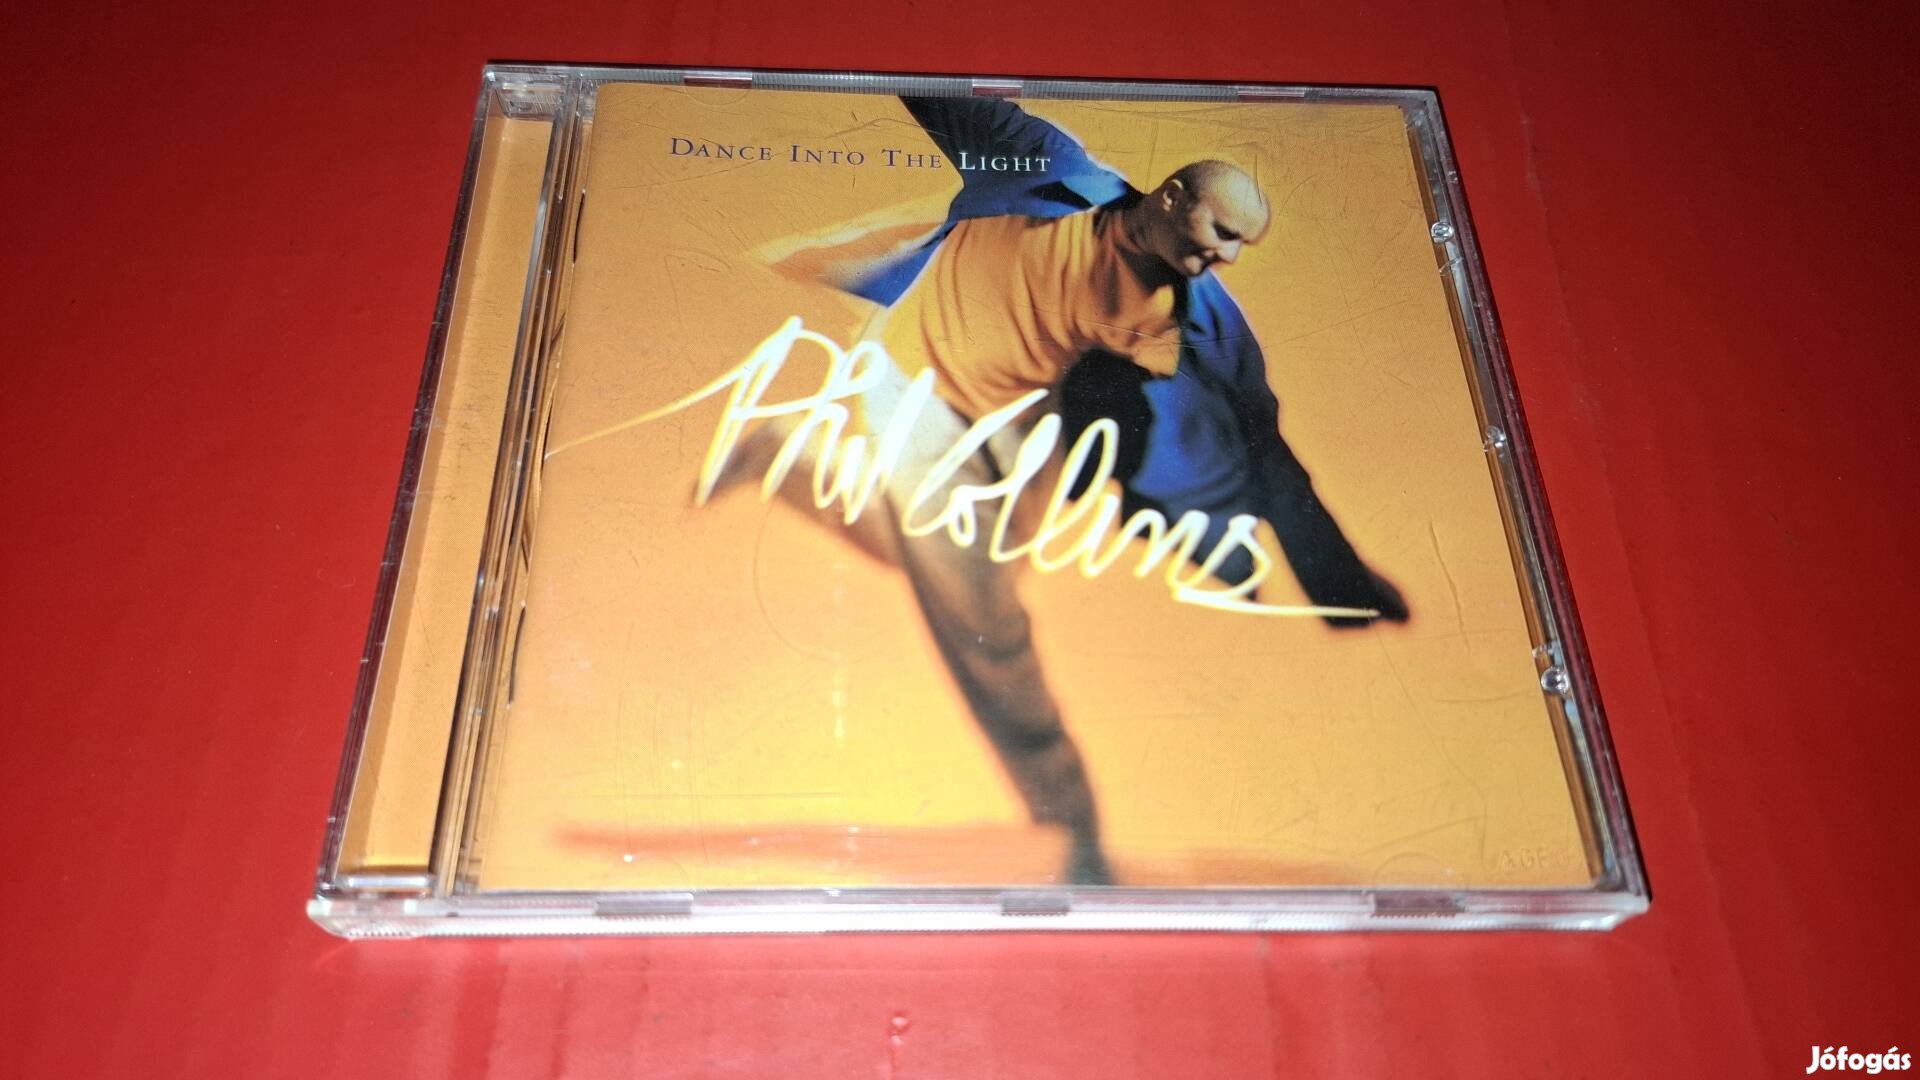 DANCE INTO THE LIGHT
Phil Collins
Jófogás